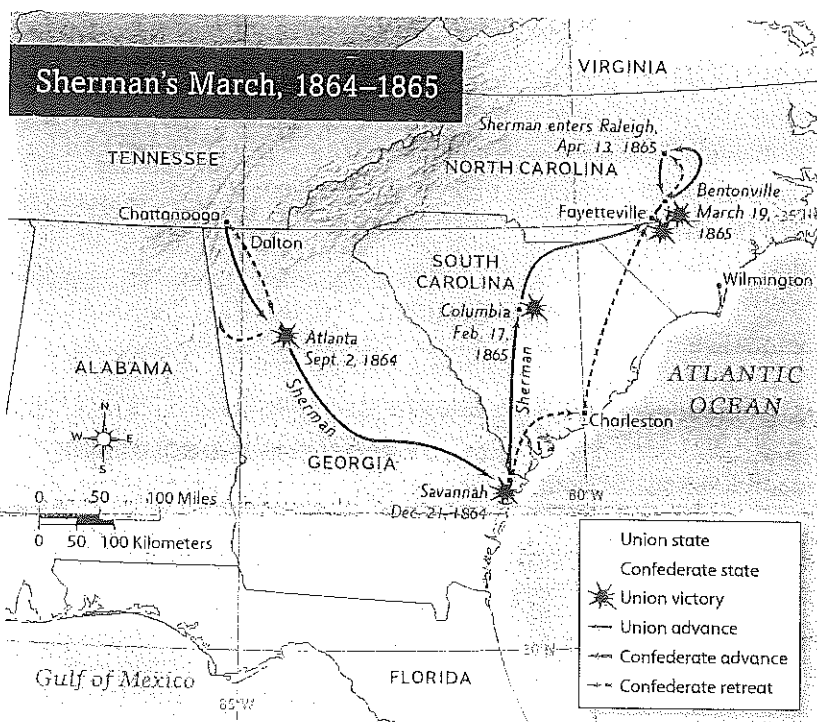 Sherman's March, 1864–1865
VIRGINIA
Sherman enters Raleigh,
Apr. 13, 1865
TENNESSEE
NORTH CAROLINA
Chattanooga
Dalton
Fayetteville
Bentonville
March 19,
1865
35°N
SOUTH
CAROLINA
Wilmington
Columbia
Feb. 17,
1865
Atlanta
Sept. 2, 1864
ALABAMA
Sherman
Sherman
ATLANTIC
OCEAN
N
W E
S
Charleston
GEORGIA
Savannah
Dec. 21, 1864
80°W
0 50 100 Miles
0 50 100 Kilometers
Union state
Confederate state
Union victory
Union advance
Confederate advance
Confederate retreat
30°N
Gulf of Mexico
FLORIDA
85°W